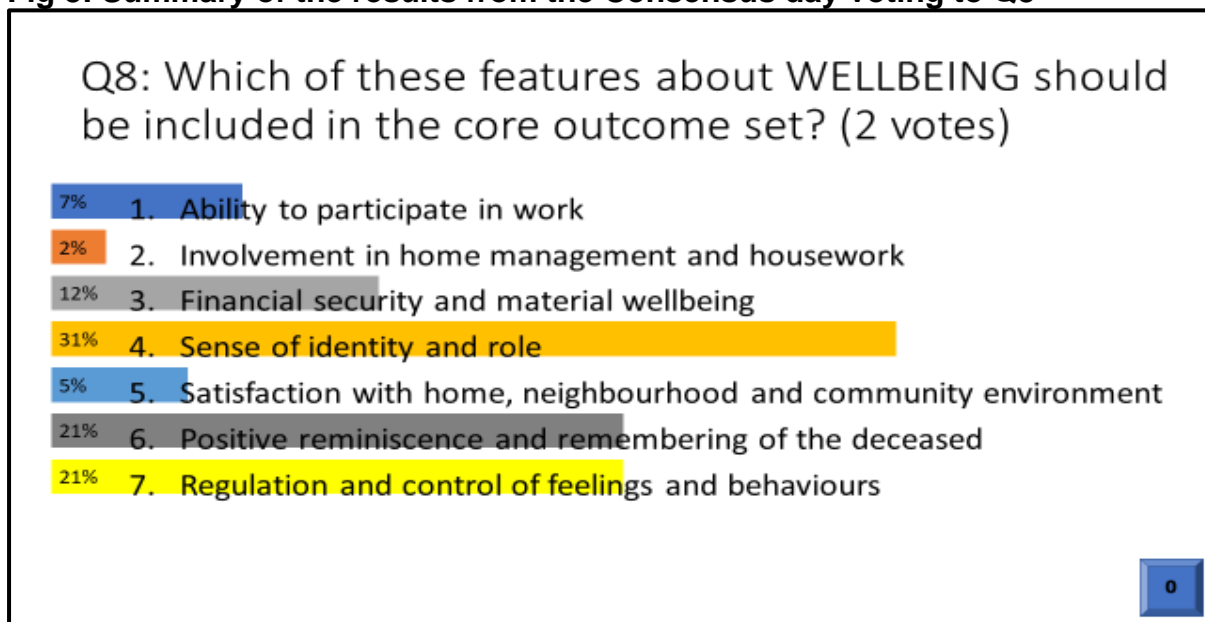 Q8: Which of these features about WELLBEING should
be included in the core outcome set? (2 votes)
7% 1. Ability to participate in work
2% 2. Involvement in home management and housework
12% 3. Financial security and material wellbeing
31% 4. Sense of identity and role
5% 5. Satisfaction with home, neighbourhood and community environment
21% 6. Positive reminiscence and remembering of the deceased
21% 7. Regulation and control of feelings and behaviours
0